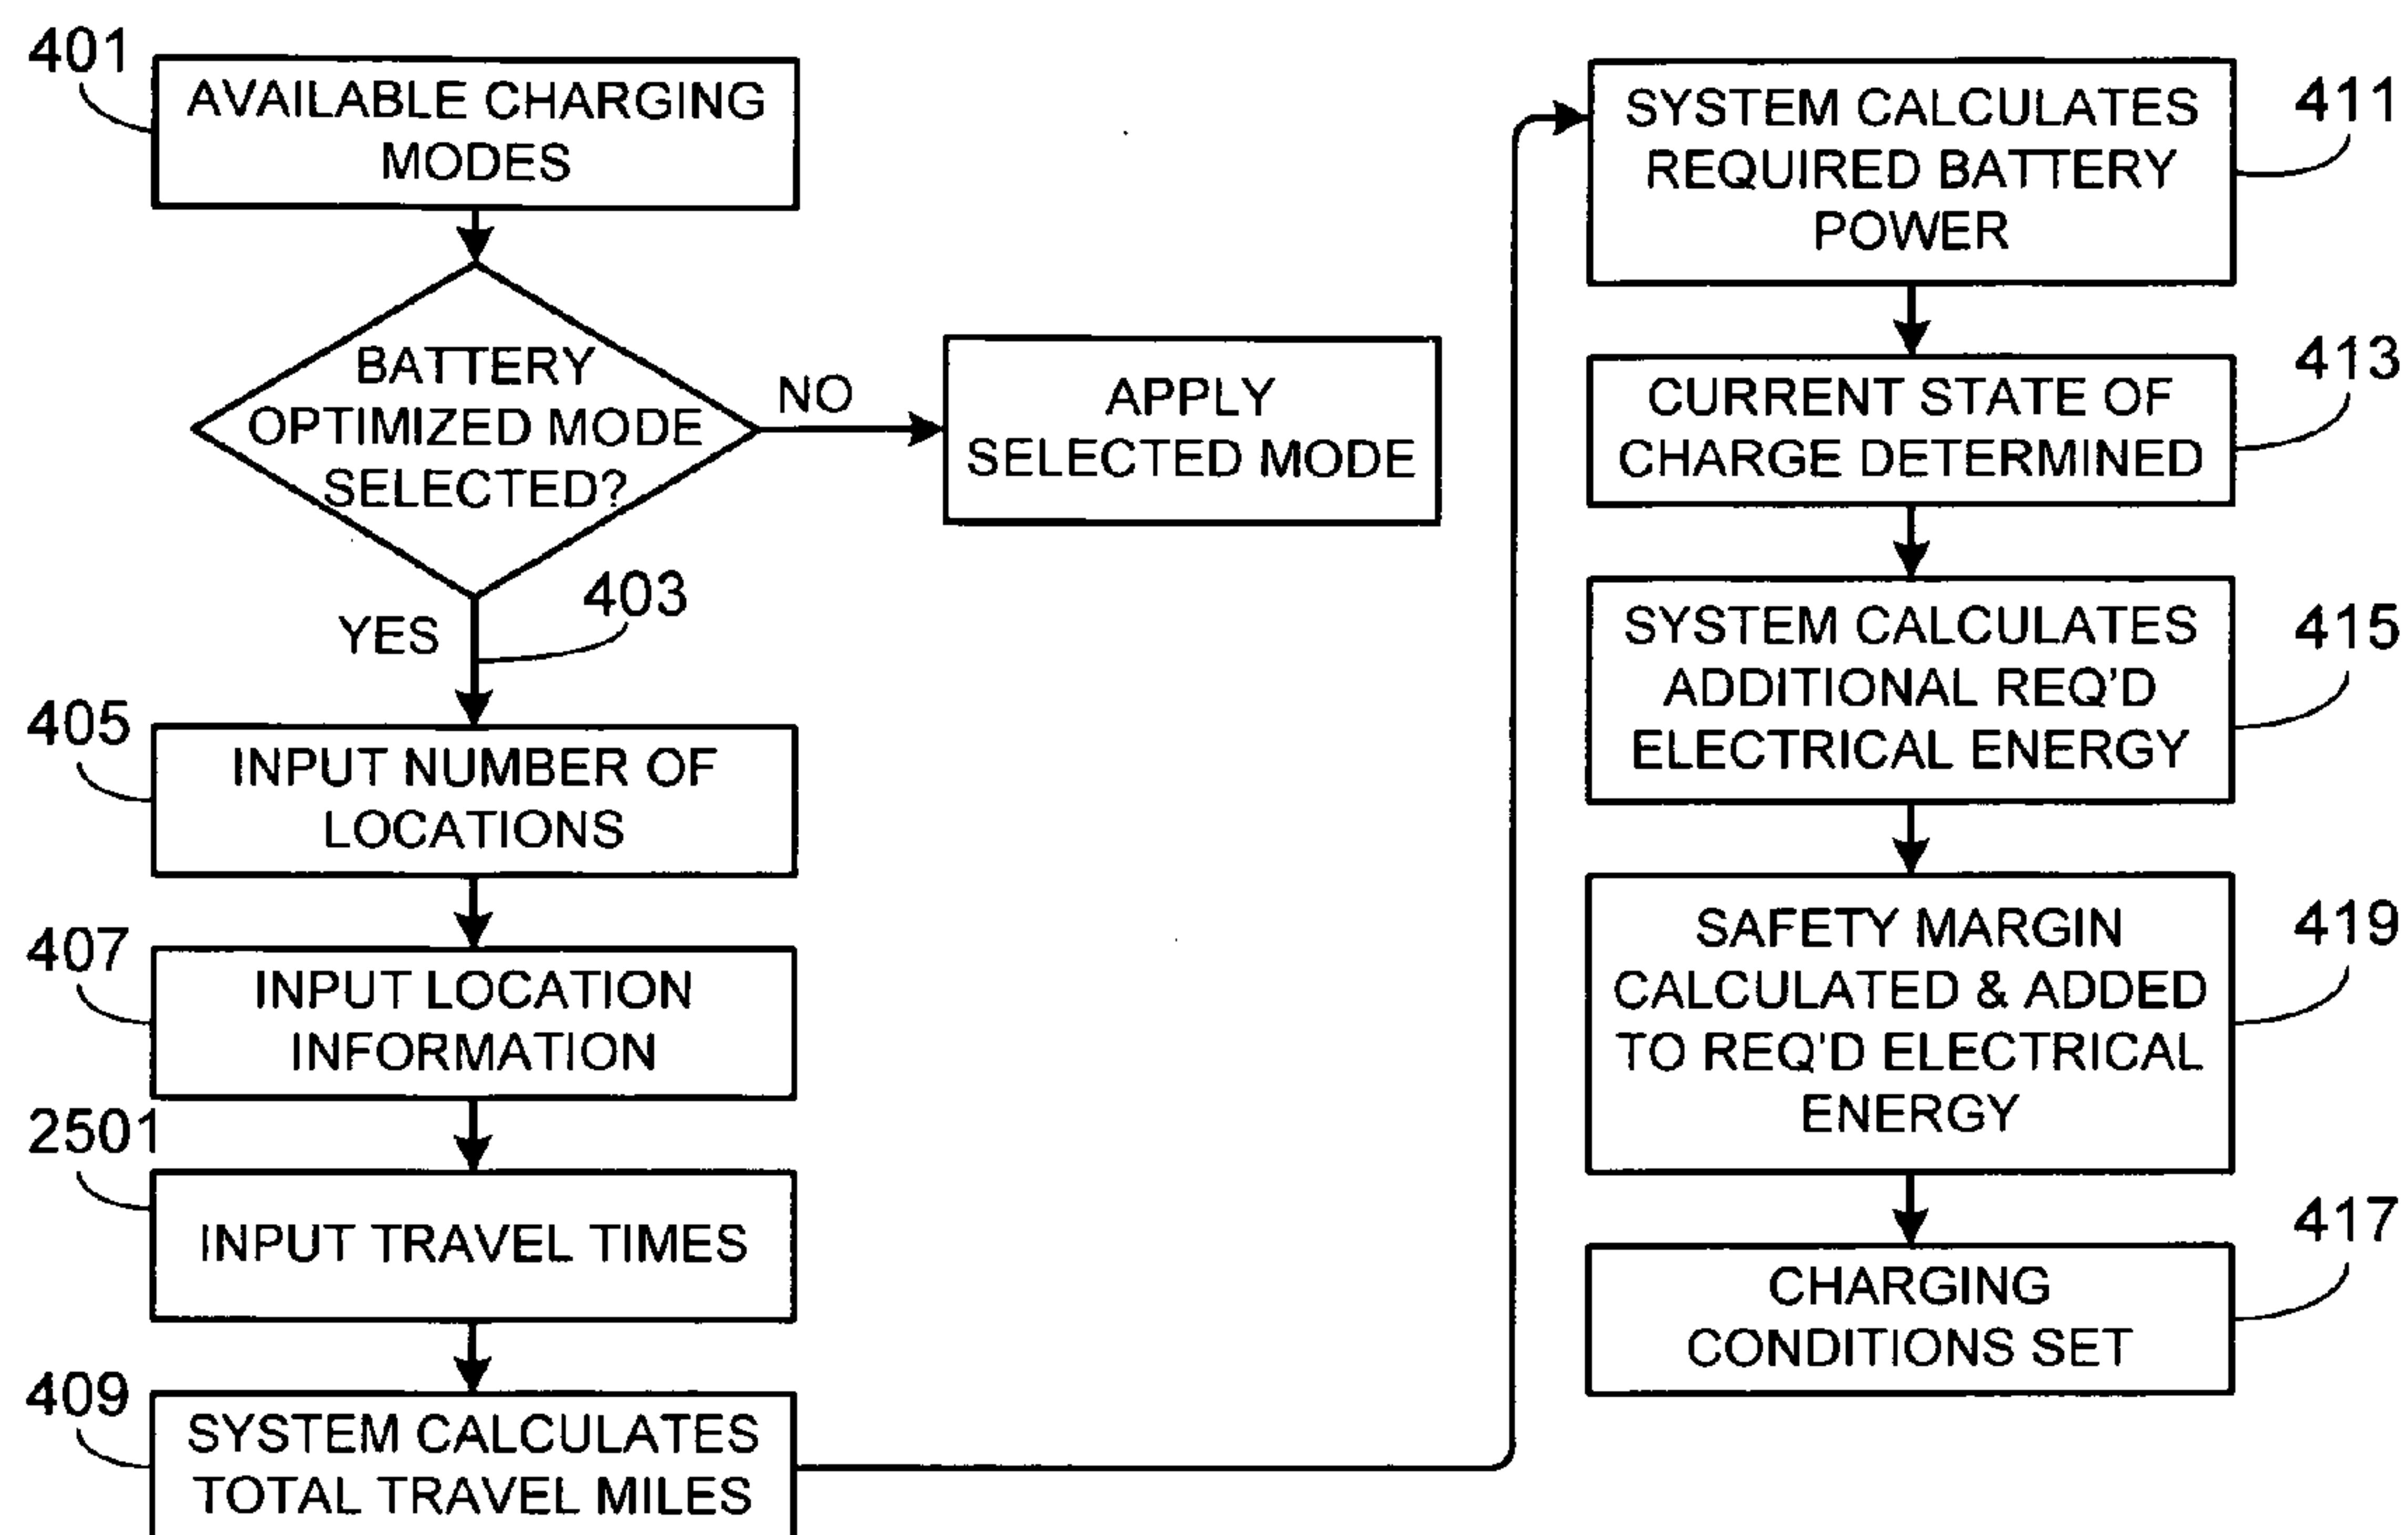 401
AVAILABLE CHARGING
MODES
BATTERY
OPTIMIZED MODE
SELECTED?
NO
APPLY
SELECTED MODE
YES
403
405
INPUT NUMBER OF
LOCATIONS
407
INPUT LOCATION
INFORMATION
2501
INPUT TRAVEL TIMES
409
SYSTEM CALCULATES
TOTAL TRAVEL MILES
411
SYSTEM CALCULATES
REQUIRED BATTERY
POWER
413
CURRENT STATE OF
CHARGE DETERMINED
415
SYSTEM CALCULATES
ADDITIONAL REQ'D
ELECTRICAL ENERGY
419
SAFETY MARGIN
CALCULATED & ADDED
TO REQ'D ELECTRICAL
ENERGY
417
CHARGING
CONDITIONS SET